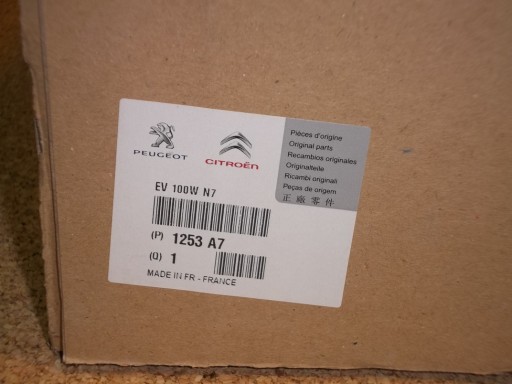 PEUGEOT
CITROËN
Pièces d'origine
Original parts
Recambios originales
Originalteile
Ricambi originali
Peças de origem
正廠零件
EV 100W N7
(P) 1253 A7
(Q) 1
MADE IN FR - FRANCE